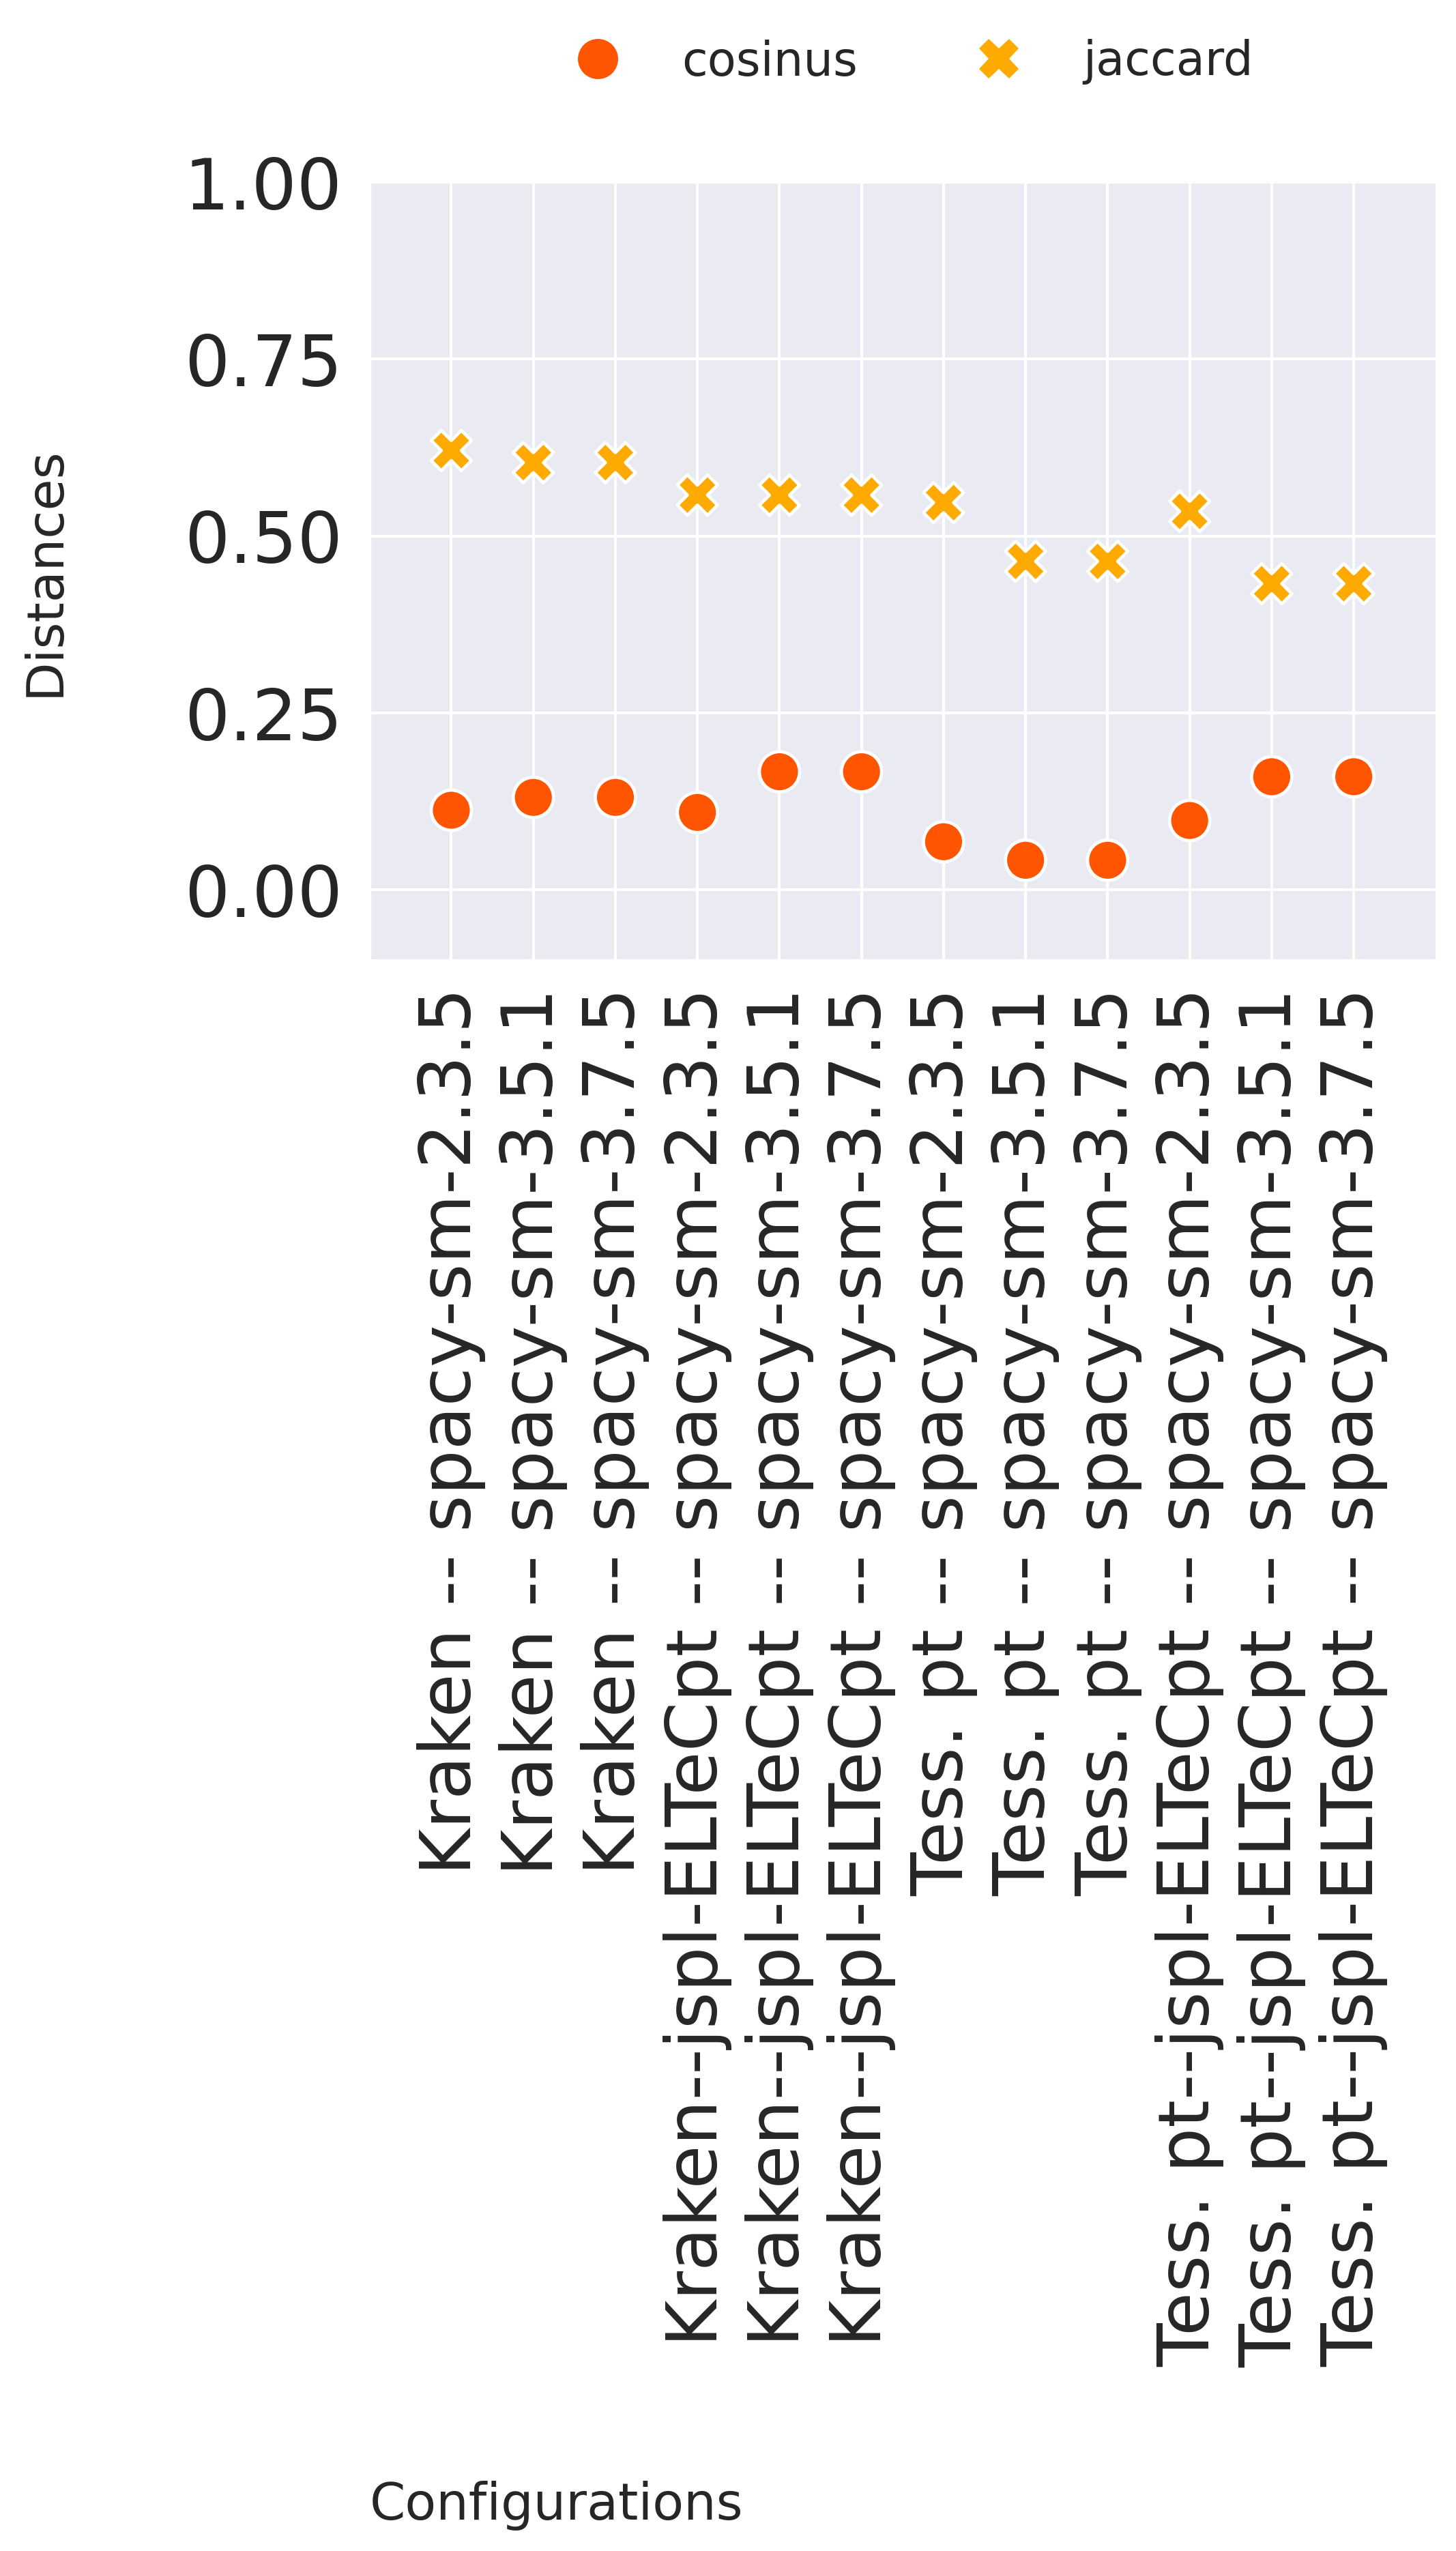 cosinus
jaccard
1.00
0.75
0.50
0.25
0.00
Distances
Kraken -- spacy-sm-2.3.5
Kraken -- spacy-sm-3.5.1
Kraken -- spacy-sm-3.7.5
Kraken--jspl-ELTeCpt -- spacy-sm-2.3.5
Kraken--jspl-ELTeCpt -- spacy-sm-3.5.1
Kraken--jspl-ELTeCpt -- spacy-sm-3.7.5
Tess. pt -- spacy-sm-2.3.5
Tess. pt -- spacy-sm-3.5.1
Tess. pt -- spacy-sm-3.7.5
Tess. pt--jspl-ELTeCpt -- spacy-sm-2.3.5
Tess. pt--jspl-ELTeCpt -- spacy-sm-3.5.1
Tess. pt--jspl-ELTeCpt -- spacy-sm-3.7.5
Configurations